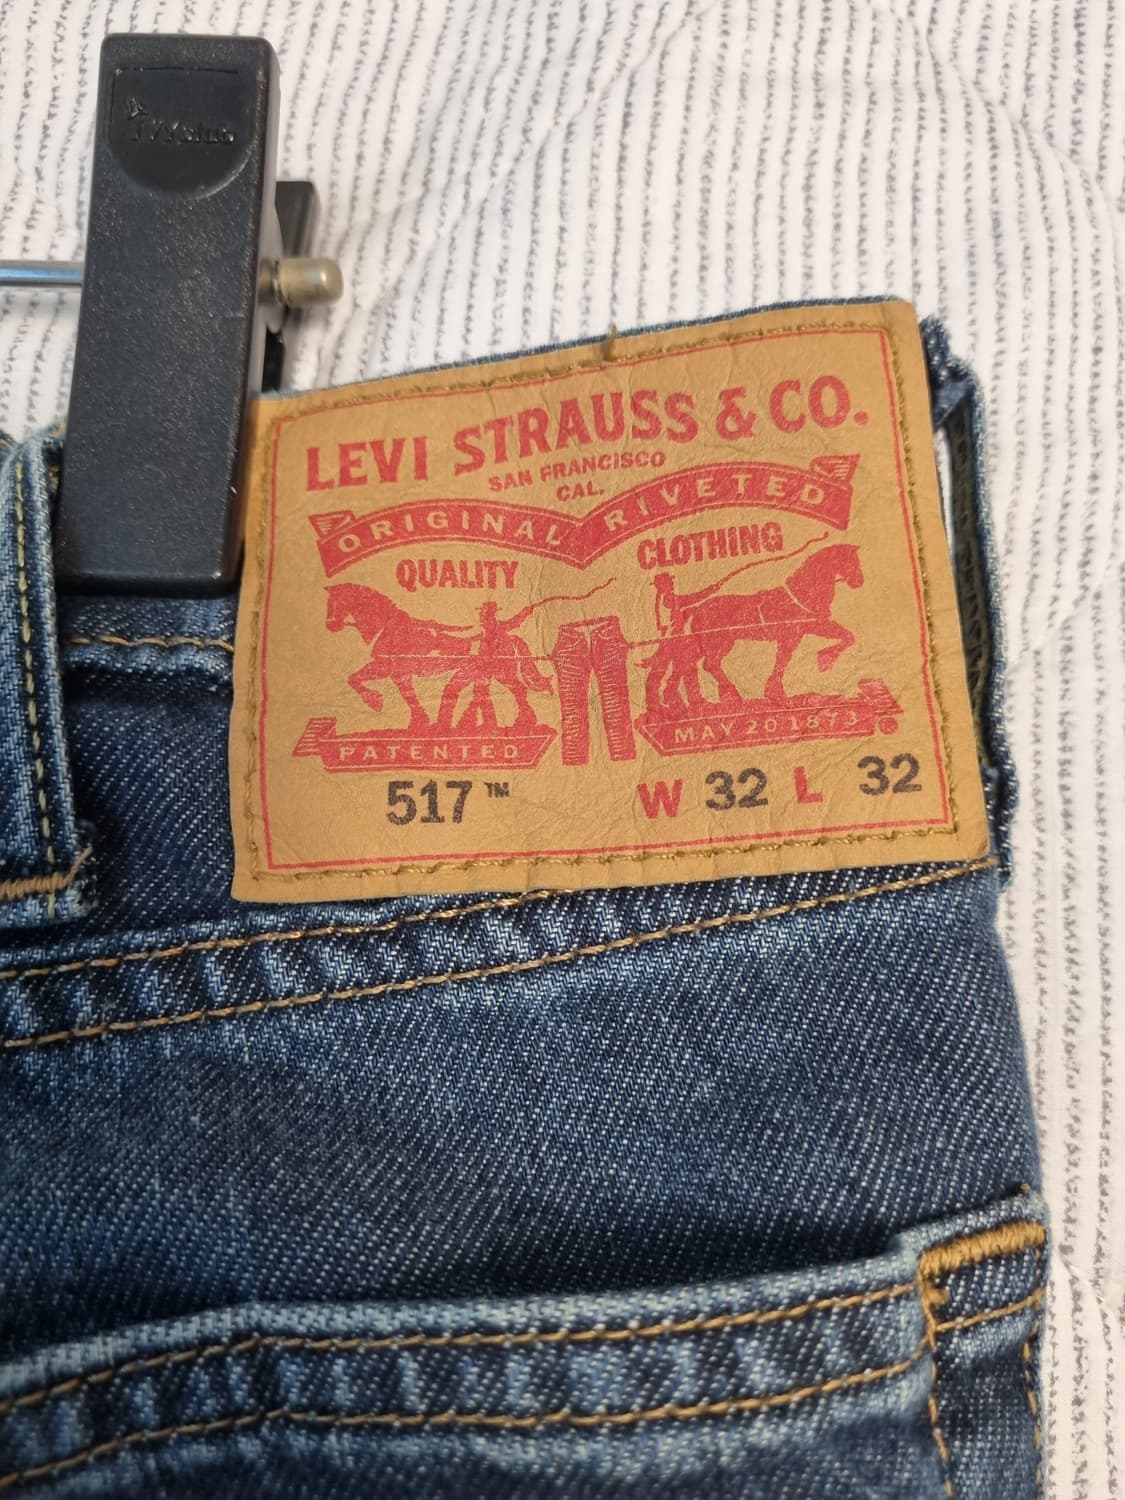 LEVI STRAUSS & CO.
SAN FRANCISCO
CAL.
ORIGINAL RIVETED
QUALITY CLOTHING
PATENTED MAY 20 1873
517™ W 32 L 32